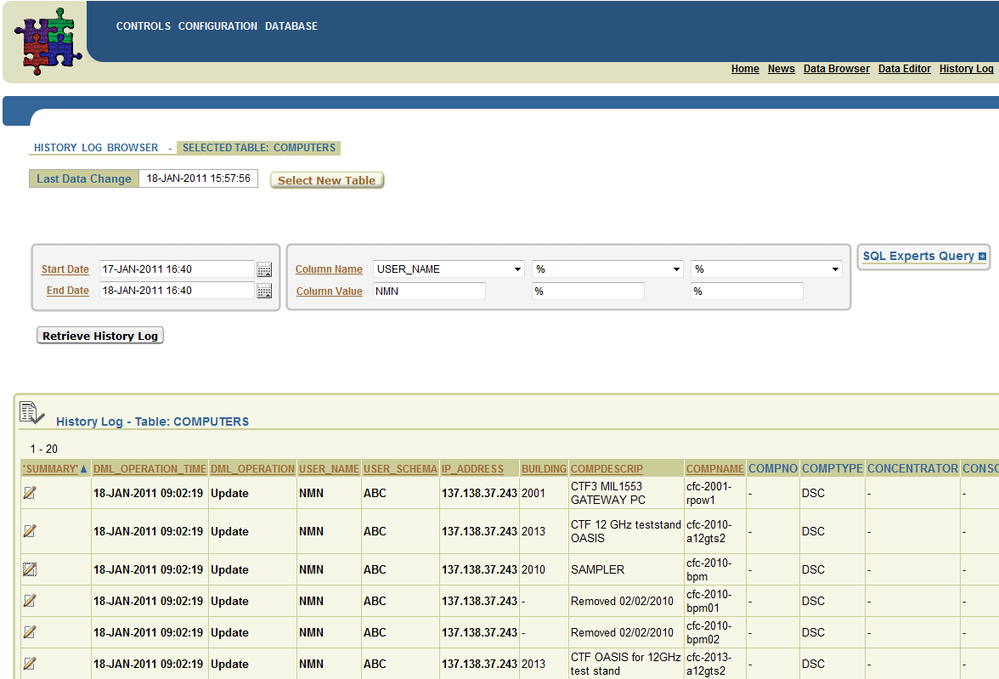 CONTROLS CONFIGURATION DATABASE
Home News Data Browser Data Editor History Log
HISTORY LOG BROWSER - SELECTED TABLE: COMPUTERS
Last Data Change 18-JAN-2011 15:57:56 Select New Table
Start Date 17-JAN-2011 16:40 Column Name USER_NAME % % SQL Experts Query
End Date 18-JAN-2011 16:40 Column Value NMN % %
Retrieve History Log
History Log - Table: COMPUTERS
1 - 20
'SUMMARY' DML_OPERATION_TIME DML_OPERATION USER_NAME USER_SCHEMA IP_ADDRESS BUILDING COMPDESCRIP COMPNAME COMPNO COMPTYPE CONCENTRATOR CONSO
18-JAN-2011 09:02:19 Update NMN ABC 137.138.37.243 2001 CTF3 MIL1553 GATEWAY PC cfc-2001-rpow1 - DSC - -
18-JAN-2011 09:02:19 Update NMN ABC 137.138.37.243 2013 CTF 12 GHz teststand OASIS cfc-2010-a12gts2 - DSC - -
18-JAN-2011 09:02:19 Update NMN ABC 137.138.37.243 2010 SAMPLER cfc-2010-bpm - DSC - -
18-JAN-2011 09:02:19 Update NMN ABC 137.138.37.243 - Removed 02/02/2010 cfc-2010-bpm01 - DSC - -
18-JAN-2011 09:02:19 Update NMN ABC 137.138.37.243 - Removed 02/02/2010 cfc-2010-bpm02 - DSC - -
18-JAN-2011 09:02:19 Update NMN ABC 137.138.37.243 2013 CTF OASIS for 12GHz test stand cfc-2013-a12gts2 - DSC - -